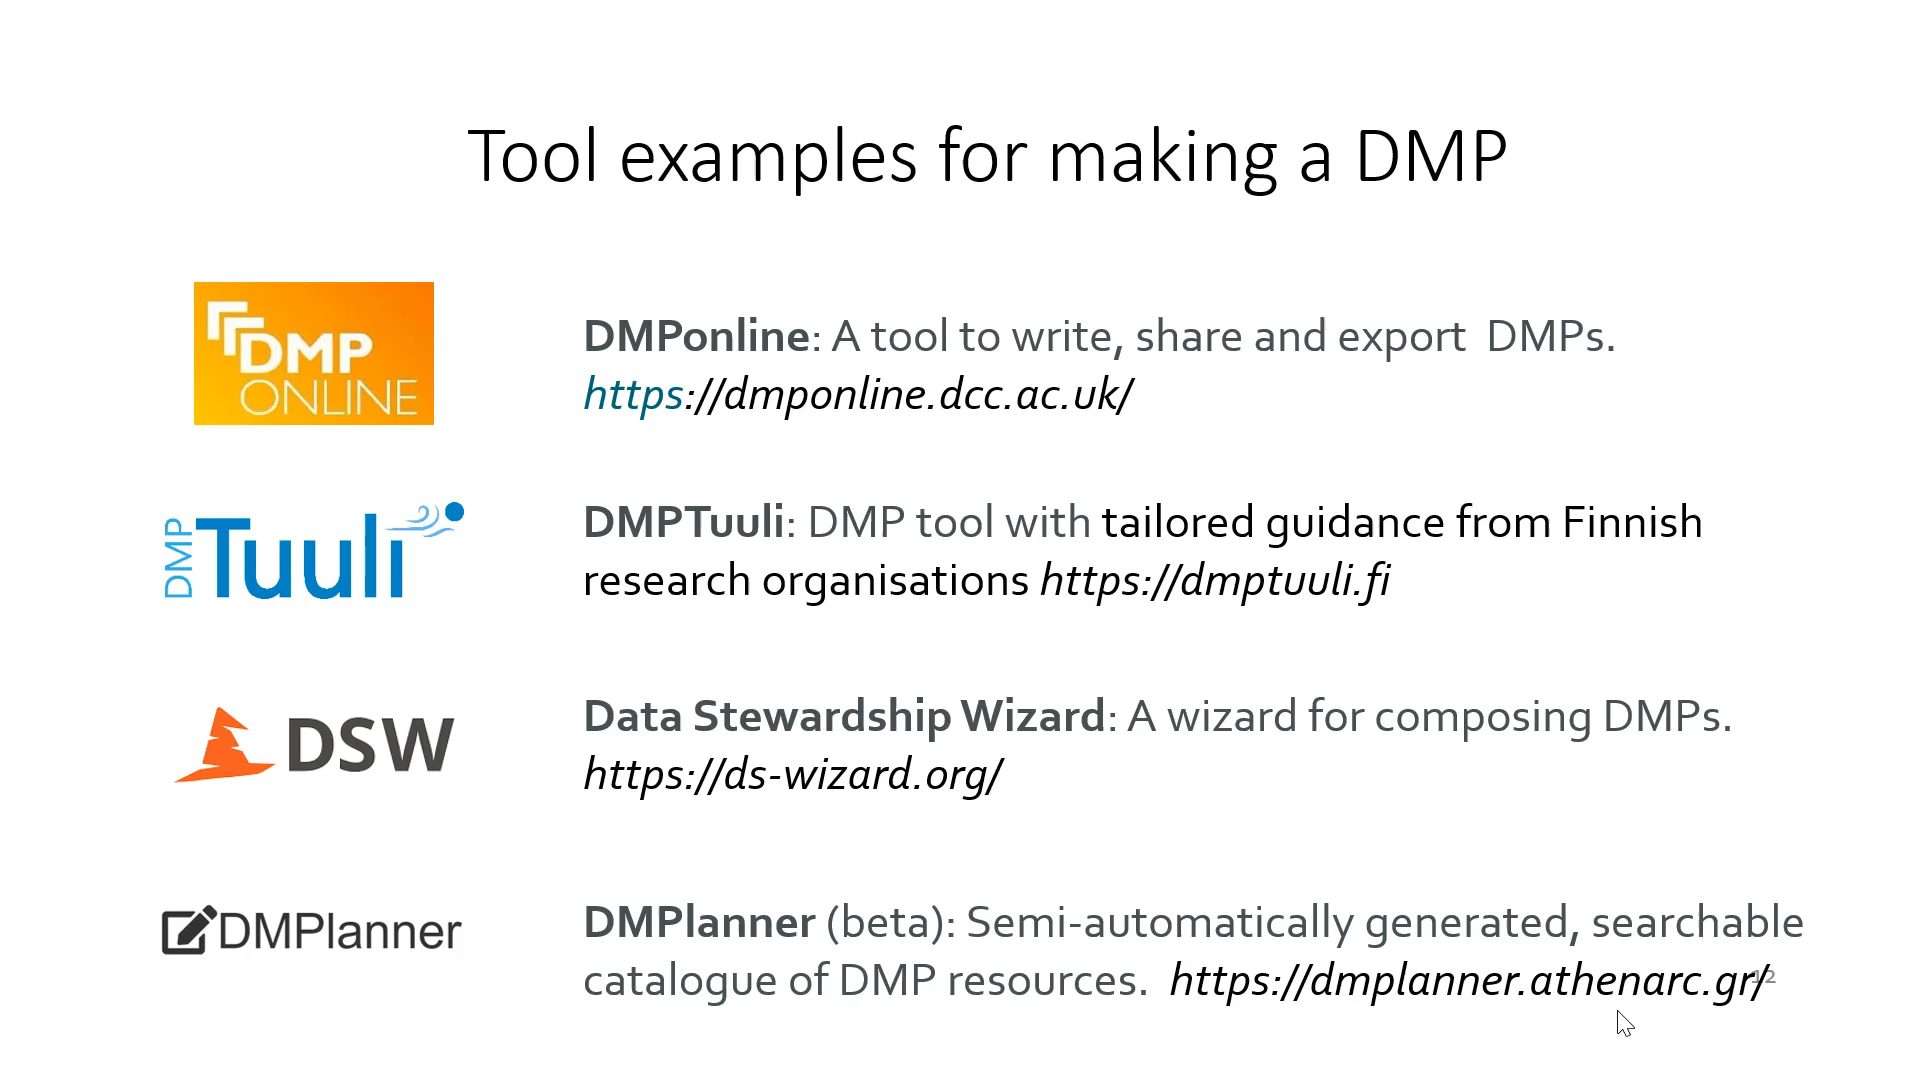 Tool examples for making a DMP
DMP
ONLINE
DMPonline: A tool to write, share and export DMPs.
https://dmponline.dcc.ac.uk/
DMP Tuuli
DMPTuuli: DMP tool with tailored guidance from Finnish
research organisations https://dmptuuli.fi
DSW
Data Stewardship Wizard: A wizard for composing DMPs.
https://ds-wizard.org/
DMPlanner
DMPlanner (beta): Semi-automatically generated, searchable
catalogue of DMP resources. https://dmplanner.athenarc.gr/
12